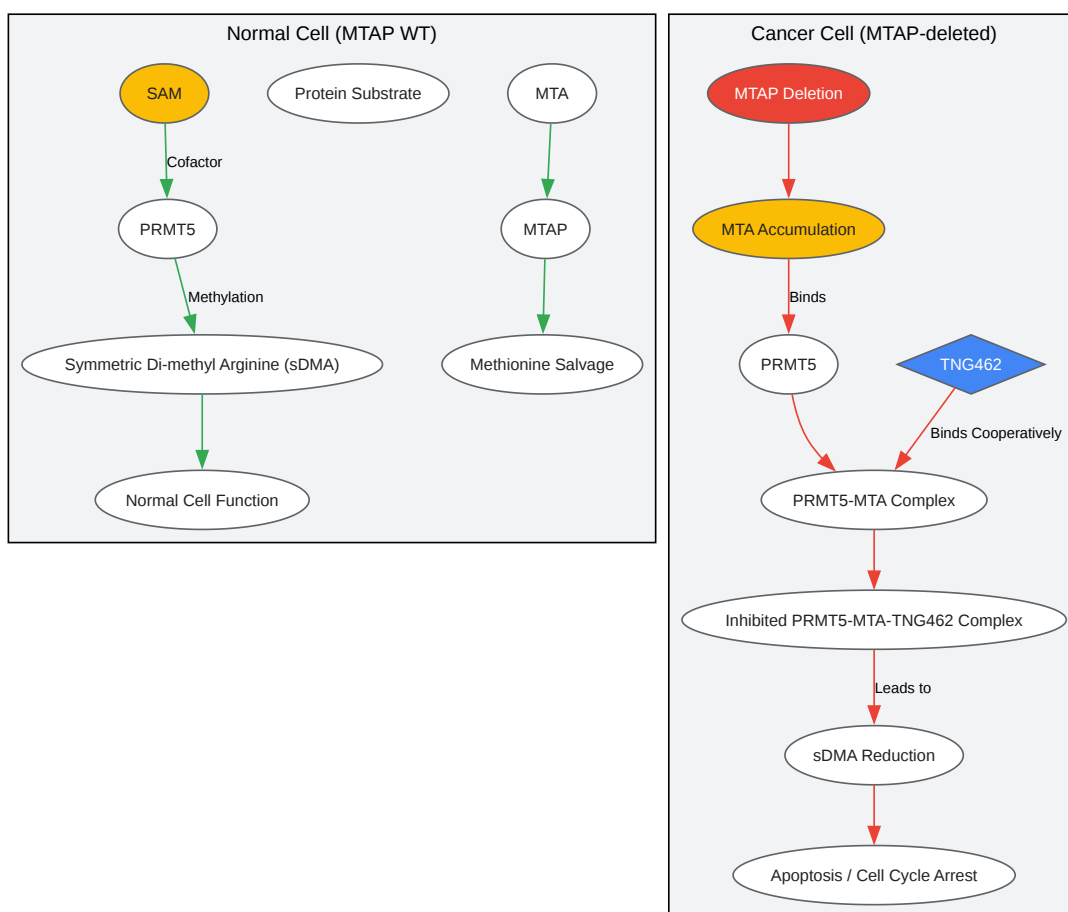 Normal Cell (MTAP WT)
SAM
Protein Substrate
MTA
Cofactor
PRMT5
MTAP
Methylation
Symmetric Di-methyl Arginine (sDMA)
Methionine Salvage
Normal Cell Function
Cancer Cell (MTAP-deleted)
MTAP Deletion
MTA Accumulation
Binds
PRMT5
TNG462
Binds Cooperatively
PRMT5-MTA Complex
Inhibited PRMT5-MTA-TNG462 Complex
Leads to
sDMA Reduction
Apoptosis / Cell Cycle Arrest